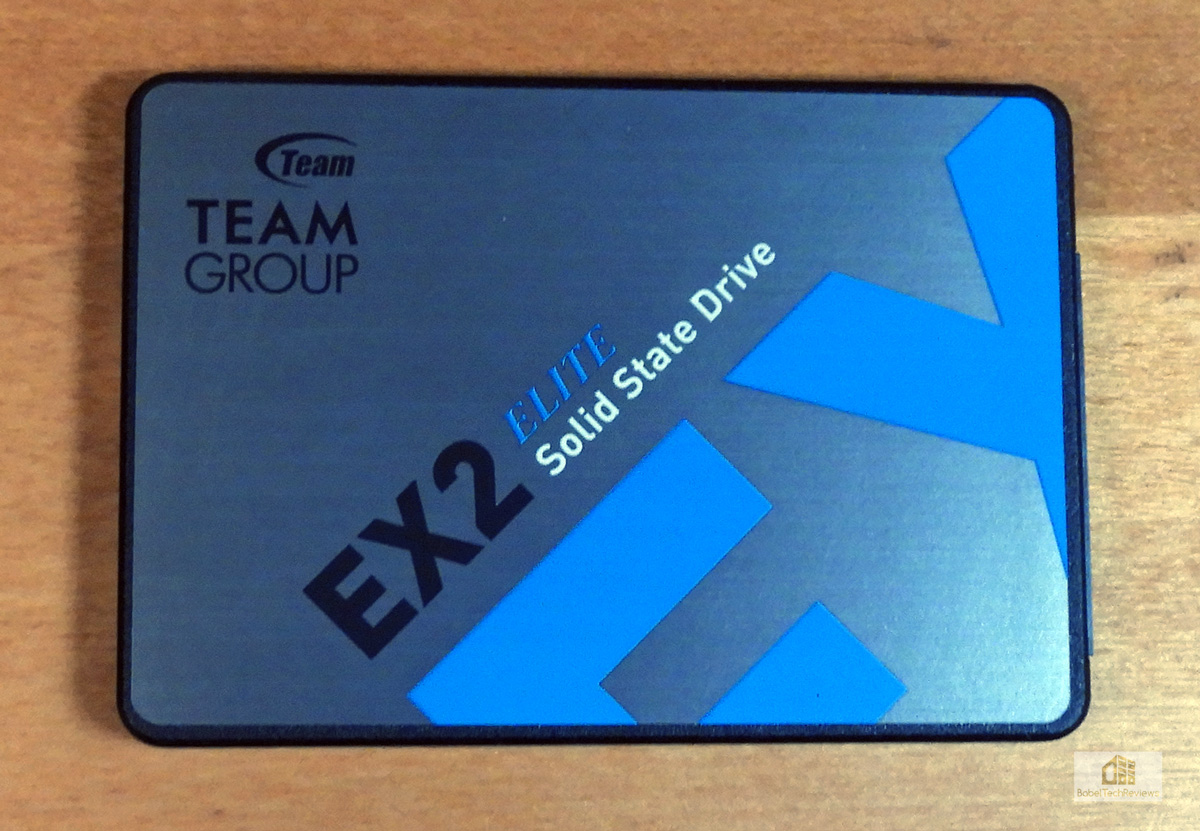 Team
TEAM
GROUP
EX2
ELITE
Solid State Drive
BabelTechReviews